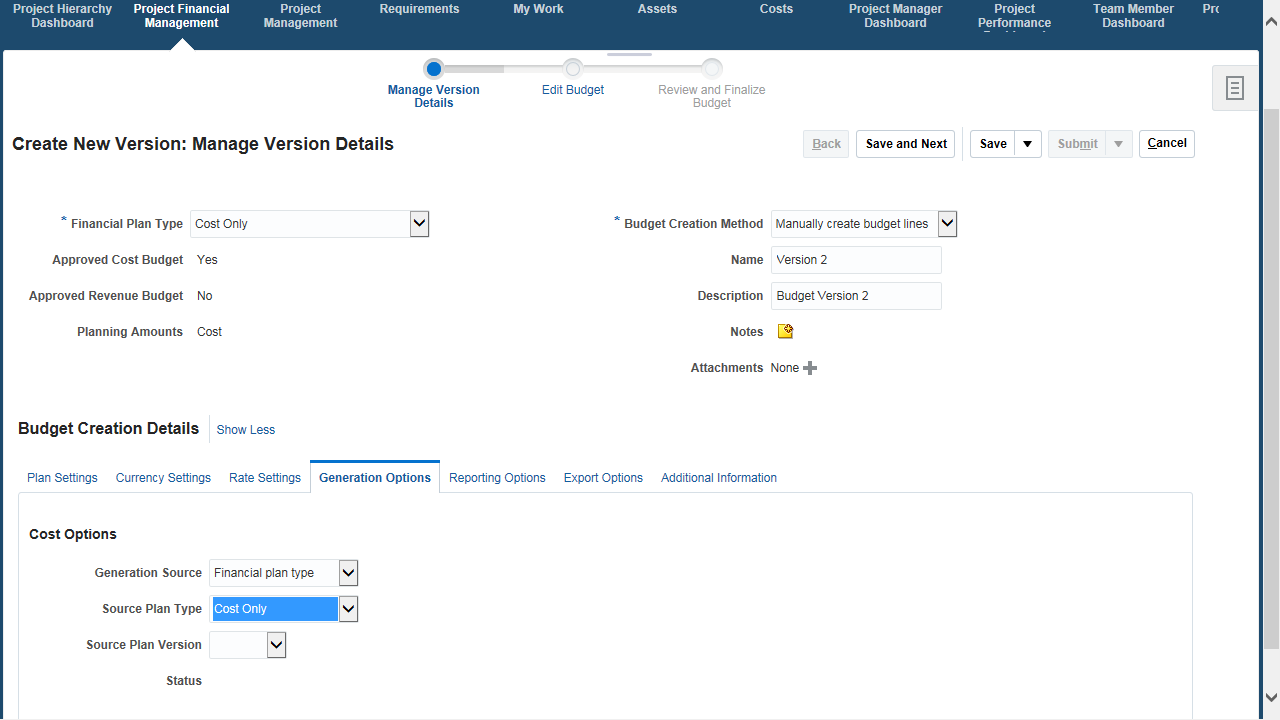 Project Hierarchy Dashboard
Project Financial Management
Project Management
Requirements
My Work
Assets
Costs
Project Manager Dashboard
Project Performance
Team Member Dashboard
Manage Version Details
Edit Budget
Review and Finalize Budget
Create New Version: Manage Version Details
Back
Save and Next
Save
Submit
Cancel
* Financial Plan Type Cost Only
Approved Cost Budget Yes
Approved Revenue Budget No
Planning Amounts Cost
* Budget Creation Method Manually create budget lines
Name Version 2
Description Budget Version 2
Notes
Attachments None
Budget Creation Details Show Less
Plan Settings Currency Settings Rate Settings Generation Options Reporting Options Export Options Additional Information
Cost Options
Generation Source Financial plan type
Source Plan Type Cost Only
Source Plan Version
Status